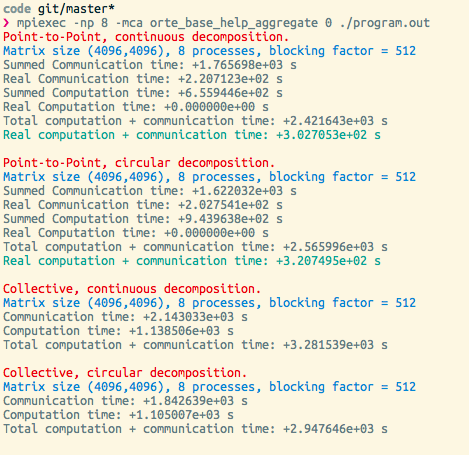 code git/master*
❯ mpiexec -np 8 -mca orte_base_help_aggregate 0 ./program.out
Point-to-Point, continuous decomposition.
Matrix size (4096,4096), 8 processes, blocking factor = 512
Summed Communication time: +1.765698e+03 s
Real Communication time: +2.207123e+02 s
Summed Computation time: +6.559446e+02 s
Real Computation time: +0.000000e+00 s
Total computation + communication time: +2.421643e+03 s
Real computation + communication time: +3.027053e+02 s

Point-to-Point, circular decomposition.
Matrix size (4096,4096), 8 processes, blocking factor = 512
Summed Communication time: +1.622032e+03 s
Real Communication time: +2.027541e+02 s
Summed Computation time: +9.439638e+02 s
Real Computation time: +0.000000e+00 s
Total computation + communication time: +2.565996e+03 s
Real computation + communication time: +3.207495e+02 s

Collective, continuous decomposition.
Matrix size (4096,4096), 8 processes, blocking factor = 512
Communication time: +2.143033e+03 s
Computation time: +1.138506e+03 s
Total computation + communication time: +3.281539e+03 s

Collective, circular decomposition.
Matrix size (4096,4096), 8 processes, blocking factor = 512
Communication time: +1.842639e+03 s
Computation time: +1.105007e+03 s
Total computation + communication time: +2.947646e+03 s